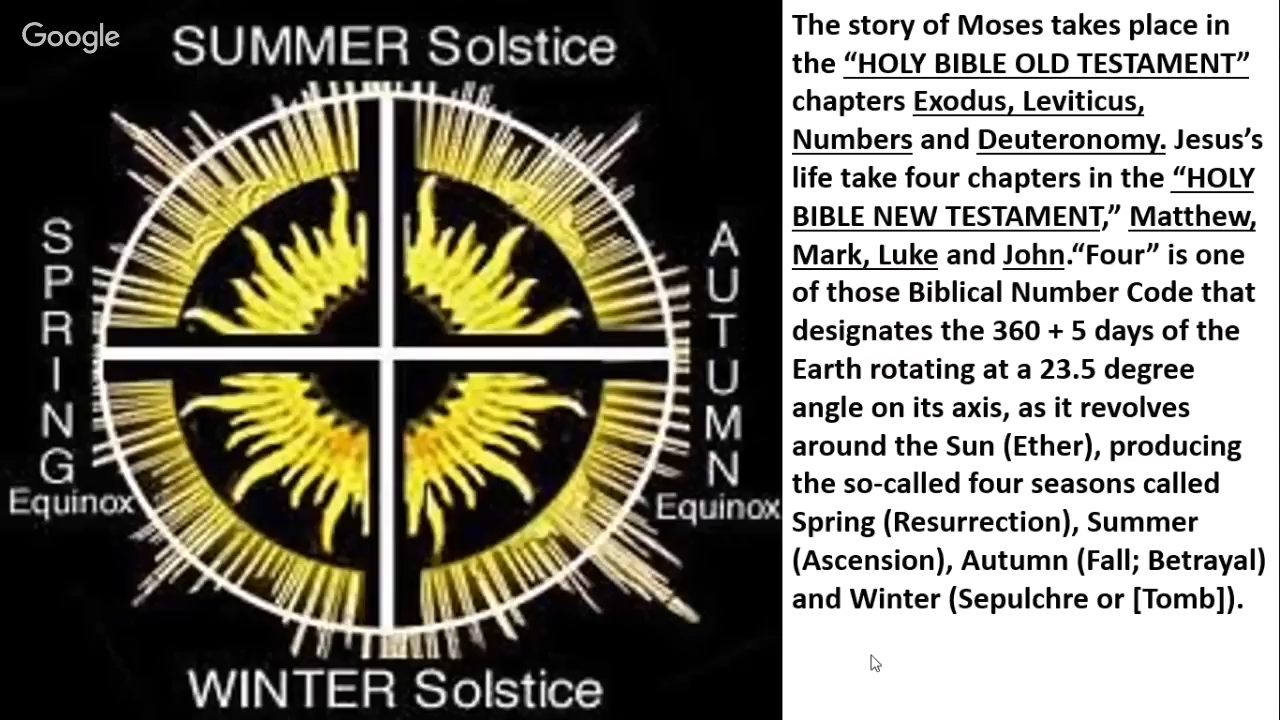 Google
SUMMER Solstice
SPRING
Equinox
AUTUMN
Equinox
WINTER Solstice
The story of Moses takes place in
the “HOLY BIBLE OLD TESTAMENT”
chapters Exodus, Leviticus,
Numbers and Deuteronomy. Jesus’s
life take four chapters in the “HOLY
BIBLE NEW TESTAMENT,” Matthew,
Mark, Luke and John.“Four” is one
of those Biblical Number Code that
designates the 360 + 5 days of the
Earth rotating at a 23.5 degree
angle on its axis, as it revolves
around the Sun (Ether), producing
the so-called four seasons called
Spring (Resurrection), Summer
(Ascension), Autumn (Fall; Betrayal)
and Winter (Sepulchre or [Tomb]).